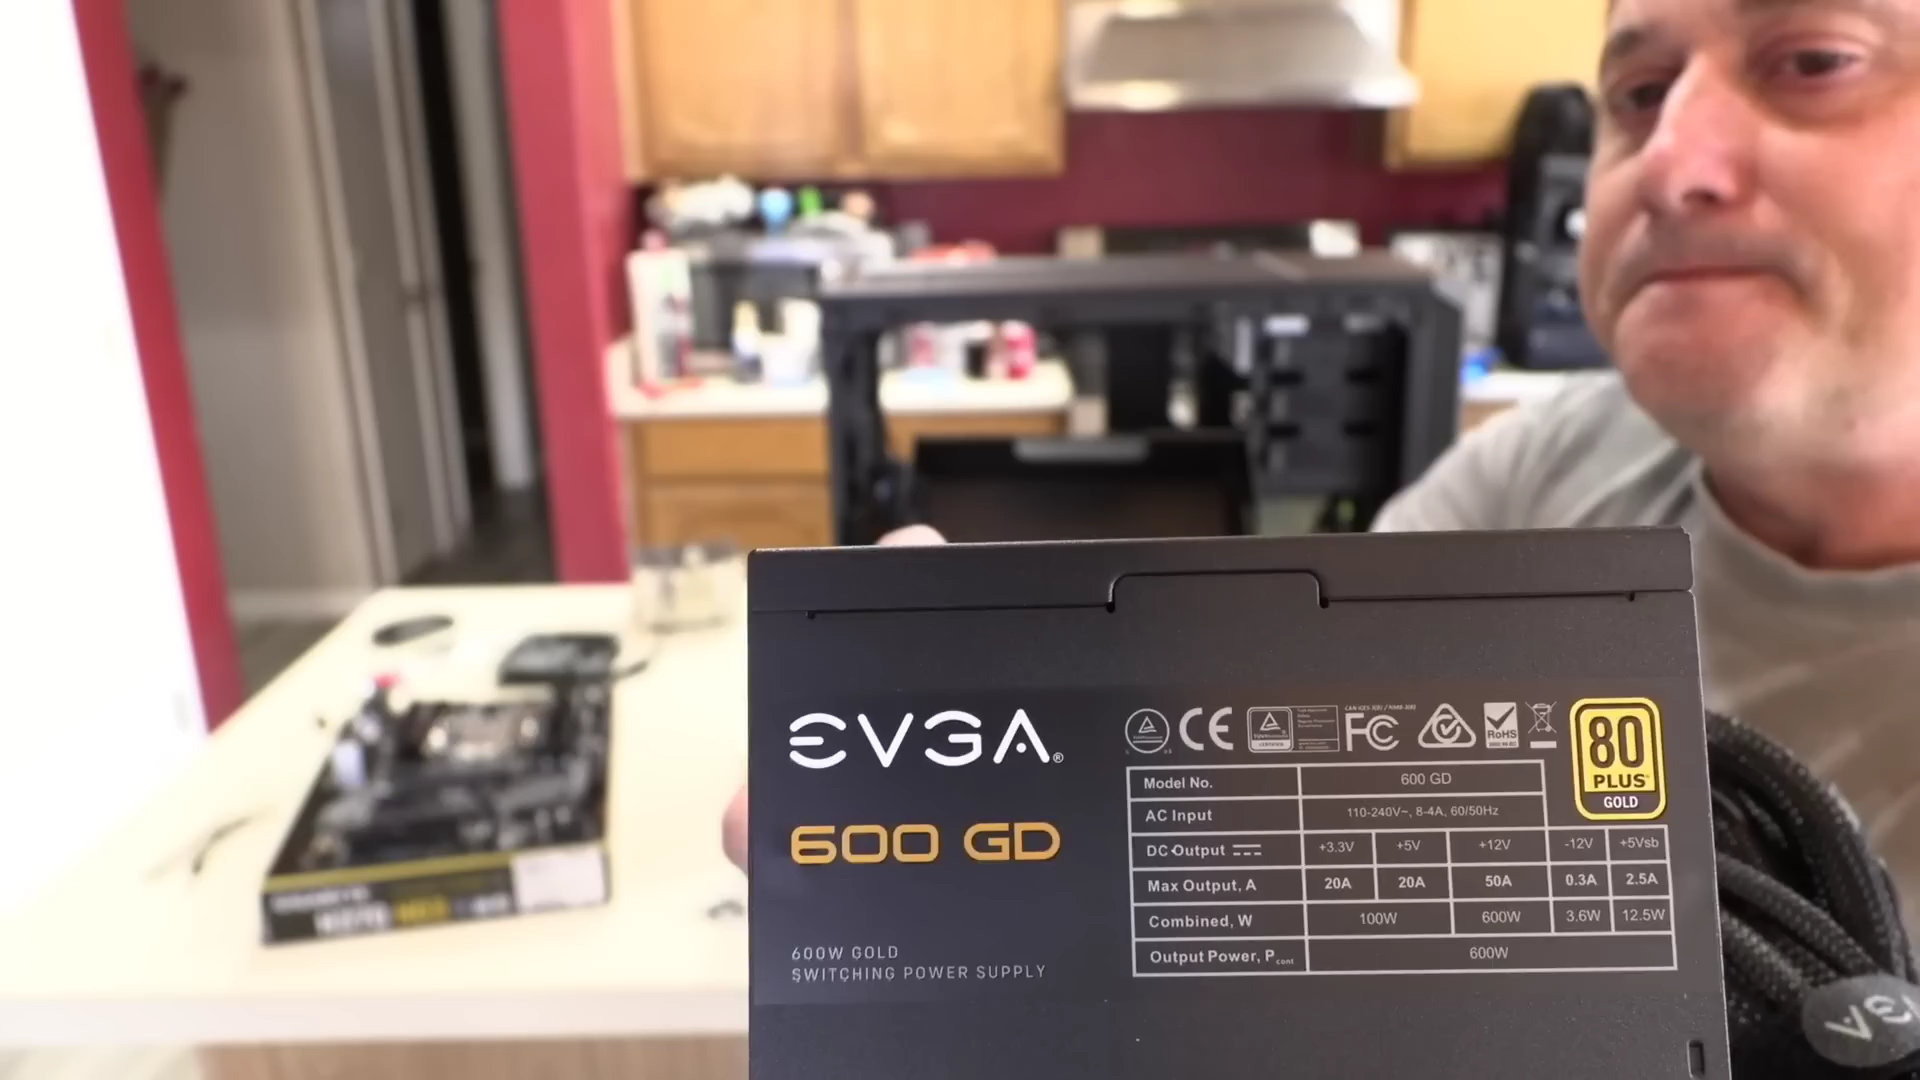 EVGA®
600 GD
600W GOLD
SWITCHING POWER SUPPLY
CE
FC
RoHS
80
PLUS
GOLD
Model No. 600 GD
AC Input 110-240V~, 8-4A, 60/50Hz
DC Output +3.3V +5V +12V -12V +5Vsb
Max Output, A 20A 20A 50A 0.3A 2.5A
Combined, W 100W 600W 3.6W 12.5W
Output Power, Pcont 600W